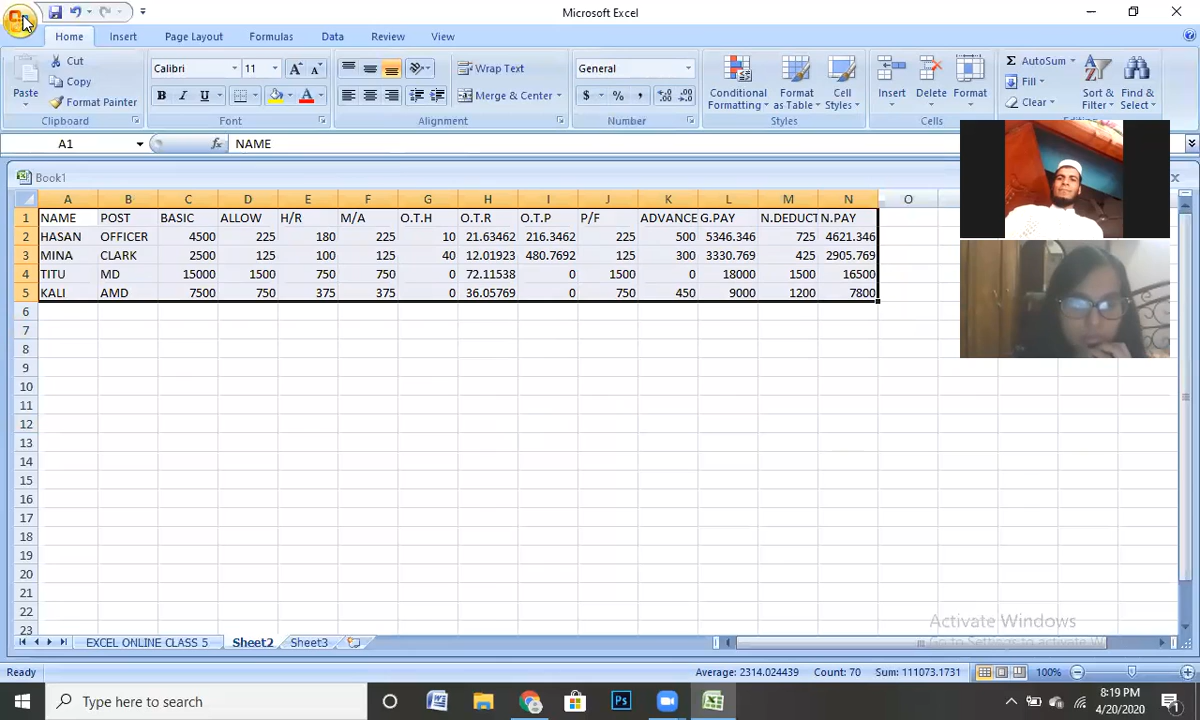 Microsoft Excel
Home Insert Page Layout Formulas Data Review View
Cut
Copy
Format Painter
Paste
Calibri 11
B I U
Wrap Text
Merge & Center
General
$ % ,
Conditional Formatting
Format as Table
Cell Styles
Insert Delete Format
Σ AutoSum
Fill
Clear
Sort & Filter
Find & Select
Clipboard Font Alignment Number Styles Cells Editing
A1 fx NAME
Book1
A B C D E F G H I J K L M N O
1 NAME POST BASIC ALLOW H/R M/A O.T.H O.T.R O.T.P P/F ADVANCE G.PAY N.DEDUCT N.PAY
2 HASAN OFFICER 4500 225 180 225 10 21.63462 216.3462 225 500 5346.346 725 4621.346
3 MINA CLARK 2500 125 100 125 40 12.01923 480.7692 125 300 3330.769 425 2905.769
4 TITU MD 15000 1500 750 750 0 72.11538 0 1500 0 18000 1500 16500
5 KALI AMD 7500 750 375 375 0 36.05769 0 750 450 9000 1200 7800
6
7
8
9
10
11
12
13
14
15
16
17
18
19
20
21
22
23
Activate Windows
Go to Settings to activate W
EXCEL ONLINE CLASS 5 Sheet2 Sheet3
Ready Average: 2314.024439 Count: 70 Sum: 111073.1731 100%
Type here to search
8:19 PM
4/20/2020
1